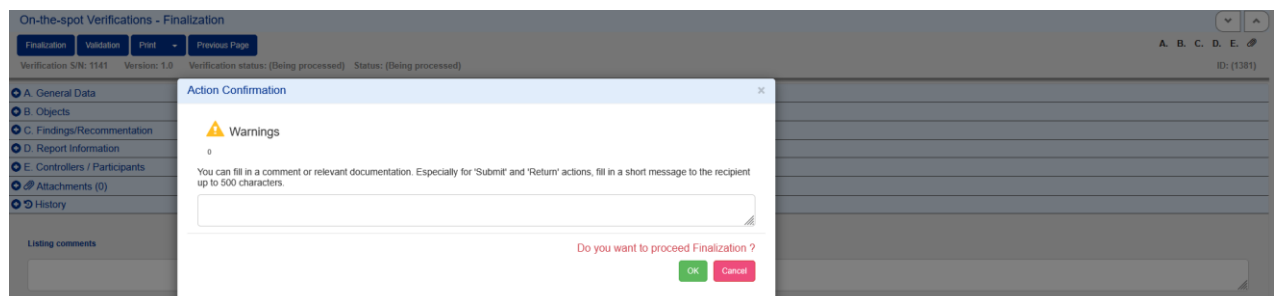 On-the-spot Verifications - Finalization
Finalization Validation Print Previous Page
A. B. C. D. E.
Verification S/N: 1141 Version: 1.0 Verification status: (Being processed) Status: (Being processed)
ID: (1381)
A. General Data
B. Objects
C. Findings/Recommendation
D. Report Information
E. Controllers / Participants
Attachments (0)
History
Listing comments
Action Confirmation ×
Warnings
0
You can fill in a comment or relevant documentation. Especially for 'Submit' and 'Return' actions, fill in a short message to the recipient
up to 500 characters.
Do you want to proceed Finalization ?
OK Cancel